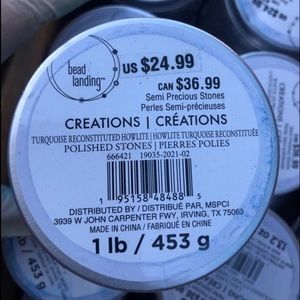 bead
landing™
US $24.99
CAN $36.99
Semi Precious Stones
Perles Semi-précieuses
CREATIONS | CRÉATIONS
TURQUOISE RECONSTITUTED HOWLITE | HOWLITE TURQUOISE RECONSTITUÉE
POLISHED STONES | PIERRES POLIES
666421 19035-2021-02
1 95158 48488 5
DISTRIBUTED BY / DISTRIBUÉ PAR, MSPCI
3939 W JOHN CARPENTER FWY, IRVING, TX 75063
MADE IN CHINA / FABRIQUÉ EN CHINE
1 lb / 453 g